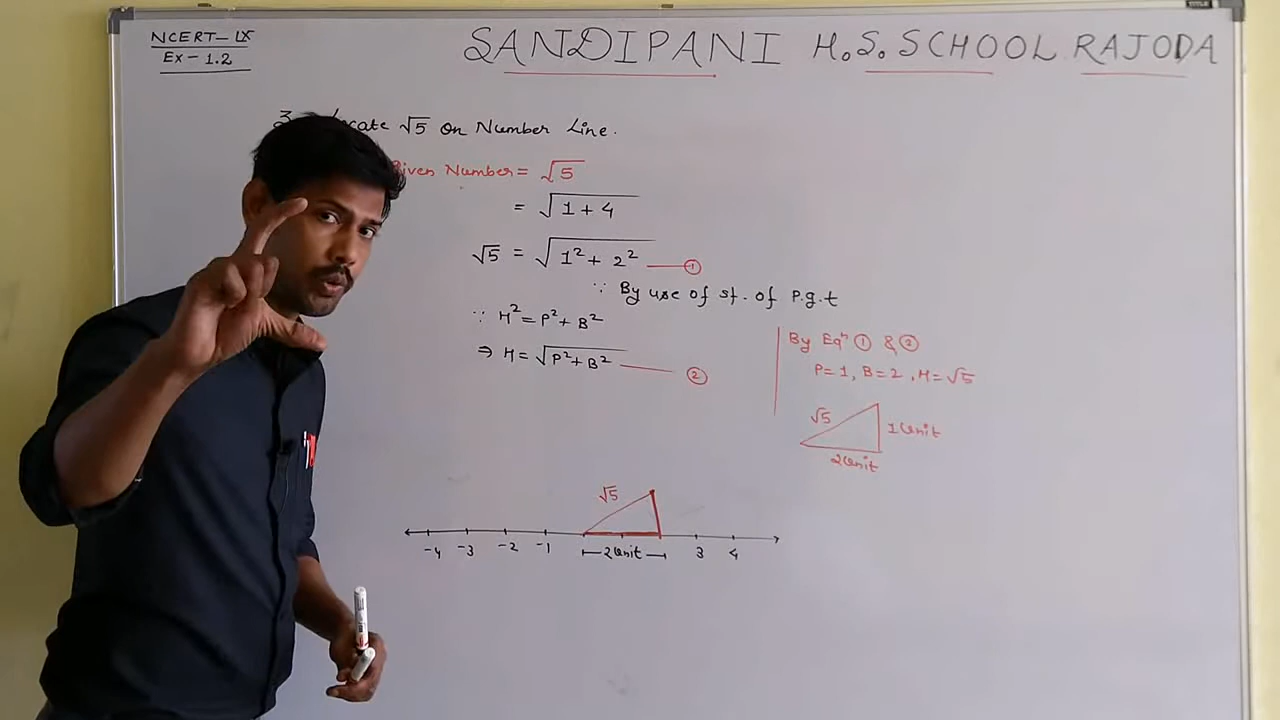 NCERT-IX
Ex-1.2
SANDIPANI H.S. SCHOOL RAJODA
√5 On Number Line.
Number = √5
= √1+4
√5 = √1²+2² ①
∵ By use of st. of P.g.t
∵ H²=P²+B²
⇒ H=√P²+B² ②
By Eqⁿ ① & ②
P=1, B=2, H=√5
√5
1 Unit
2 Unit
√5
-4 -3 -2 -1 2 Unit 3 4